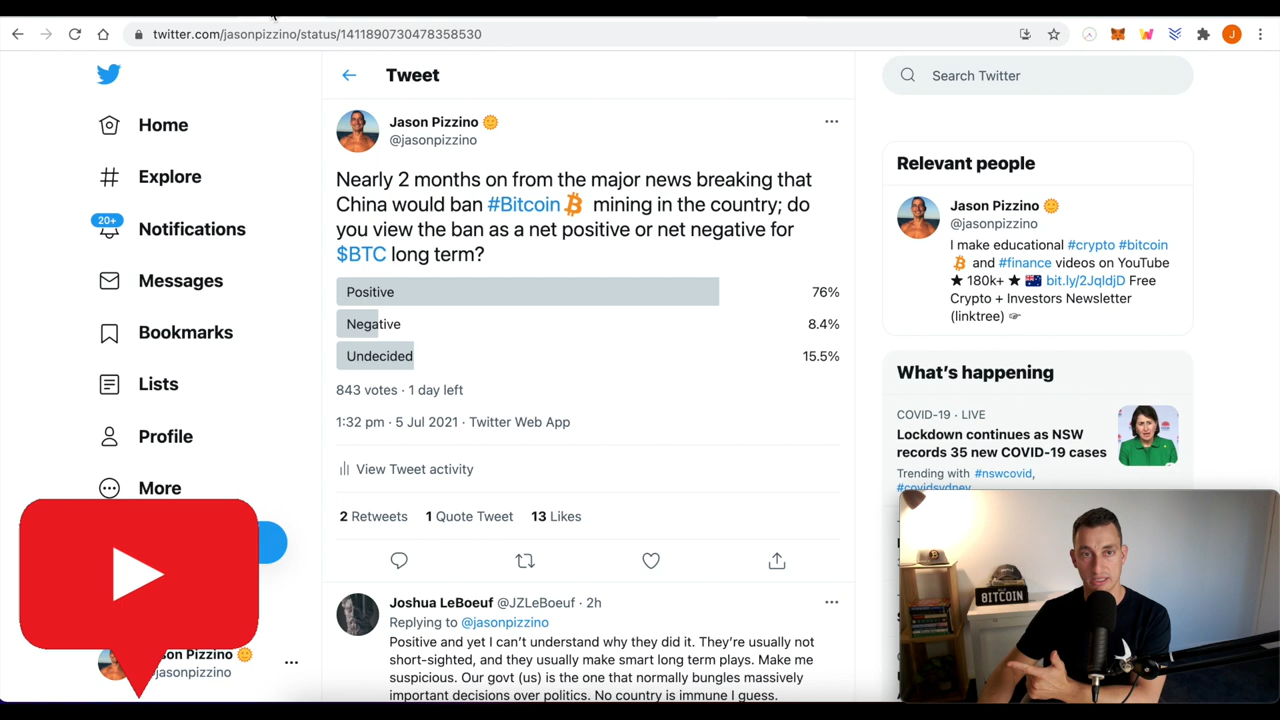 twitter.com/jasonpizzino/status/1411890730478358530
J
Home
Explore
20+
Notifications
Messages
Bookmarks
Lists
Profile
More
Pizzino
jasonpizzino
Tweet
Jason Pizzino
@jasonpizzino
Nearly 2 months on from the major news breaking that
China would ban #Bitcoin mining in the country; do
you view the ban as a net positive or net negative for
$BTC long term?
Positive 76%
Negative 8.4%
Undecided 15.5%
843 votes · 1 day left
1:32 pm · 5 Jul 2021 · Twitter Web App
View Tweet activity
2 Retweets 1 Quote Tweet 13 Likes
Joshua LeBoeuf @JZLeBoeuf · 2h
Replying to @jasonpizzino
Positive and yet I can't understand why they did it. They're usually not
short-sighted, and they usually make smart long term plays. Make me
suspicious. Our govt (us) is the one that normally bungles massively
important decisions over politics. No country is immune I guess.
Search Twitter
Relevant people
Jason Pizzino
@jasonpizzino
I make educational #crypto #bitcoin
and #finance videos on YouTube
★ 180k+ ★ bit.ly/2JqldjD Free
Crypto + Investors Newsletter
(linktree) ☞
What's happening
COVID-19 · LIVE
Lockdown continues as NSW
records 35 new COVID-19 cases
Trending with #nswcovid,
#covidsydney
BITCOIN